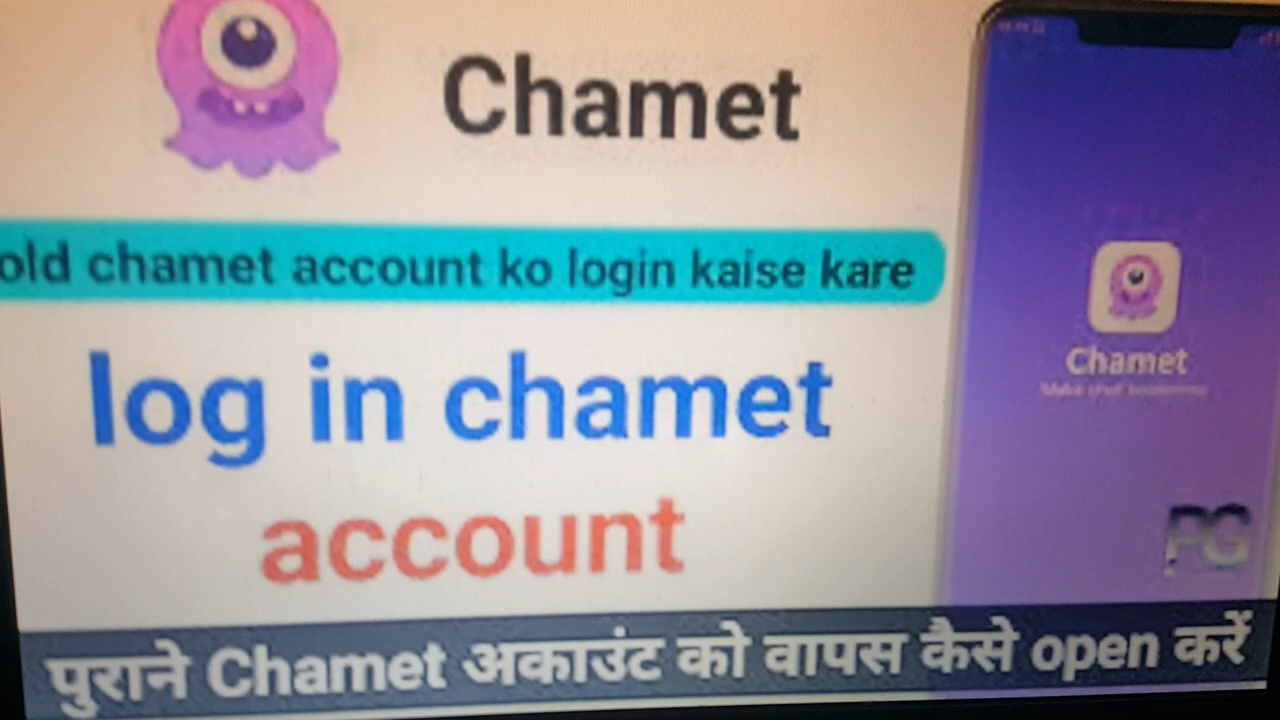 Chamet
old chamet account ko login kaise kare
log in chamet
account
Chamet
PG
पुराने Chamet अकाउंट को वापस कैसे open करें